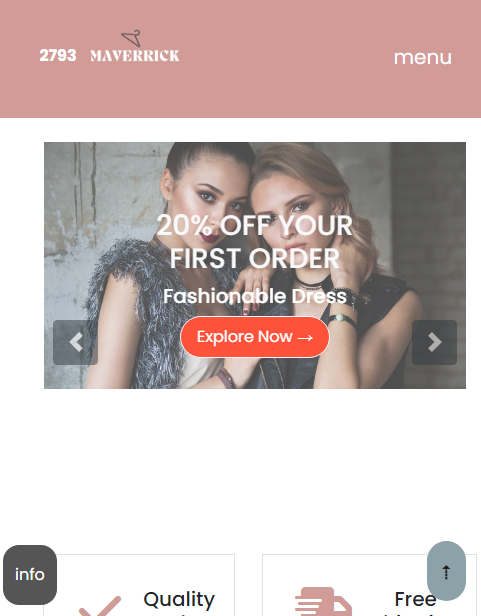 2793 MAVERRICK
menu
20% OFF YOUR
FIRST ORDER
Fashionable Dress
Explore Now →
info
Quality
Free